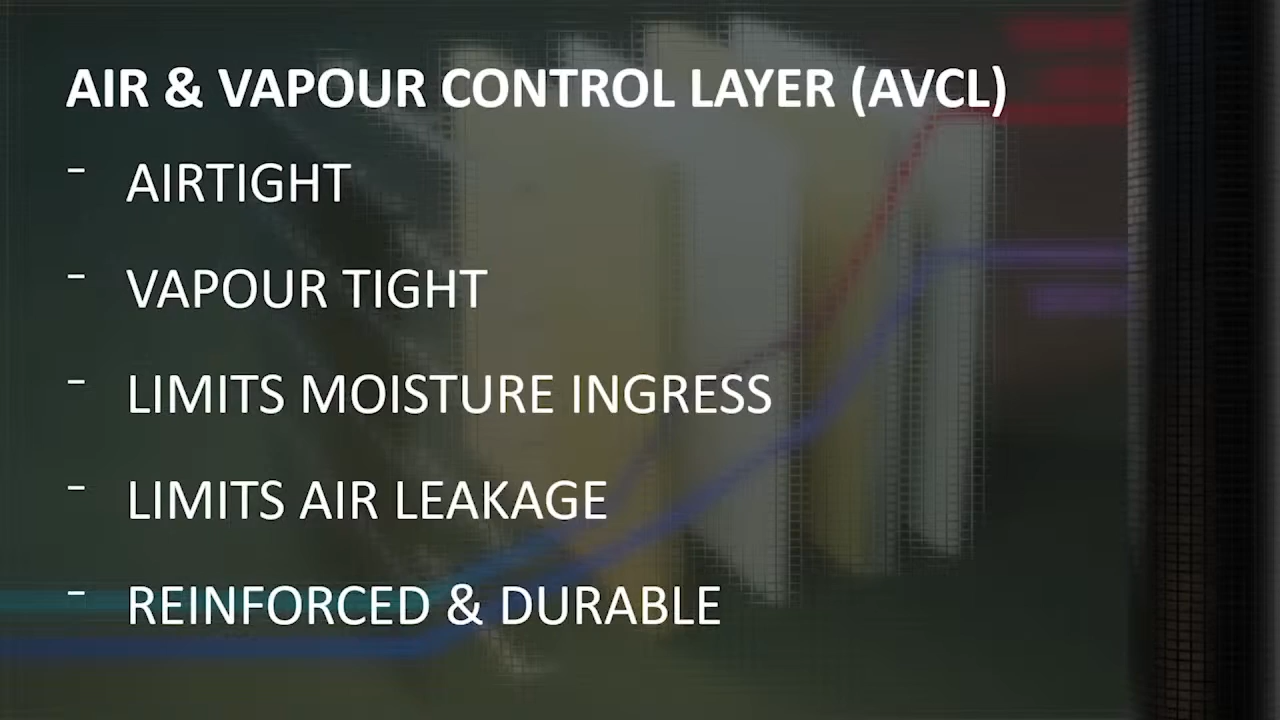 AIR & VAPOUR CONTROL LAYER (AVCL)
- AIRTIGHT
- VAPOUR TIGHT
- LIMITS MOISTURE INGRESS
- LIMITS AIR LEAKAGE
- REINFORCED & DURABLE